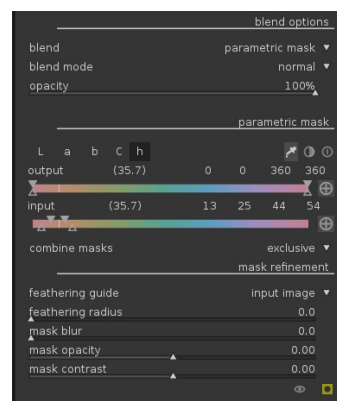 blend options
blend parametric mask
blend mode normal
opacity 100%
parametric mask
L a b C h
output (35.7) 0 0 360 360
input (35.7) 13 25 44 54
combine masks exclusive
mask refinement
feathering guide input image
feathering radius 0.0
mask blur 0.0
mask opacity 0.00
mask contrast 0.00